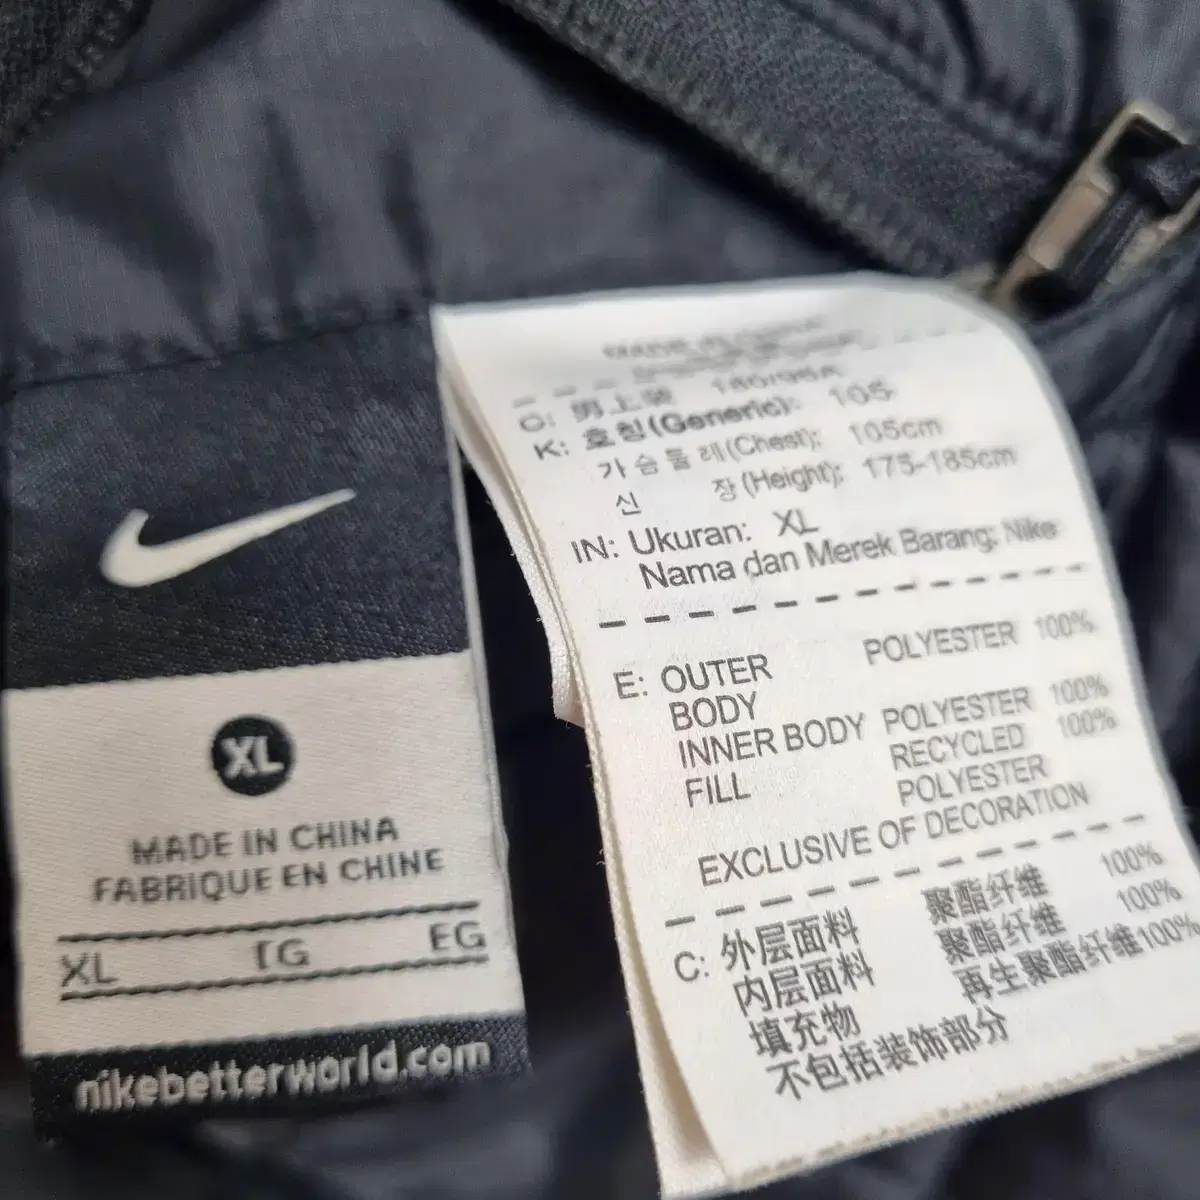 XL
MADE IN CHINA
FABRIQUE EN CHINE
XL TG EG
nikebetterworld.com
C: 男上装
K: 호칭(Generic): 105
가슴둘레(Chest): 105cm
신 장(Height): 175-185cm
IN: Ukuran: XL
Nama dan Merek Barang: Nike
E: OUTER POLYESTER 100%
BODY
INNER BODY POLYESTER 100%
FILL RECYCLED 100%
POLYESTER
EXCLUSIVE OF DECORATION
C: 外层面料 聚酯纤维 100%
内层面料 聚酯纤维 100%
填充物 再生聚酯纤维100%
不包括装饰部分